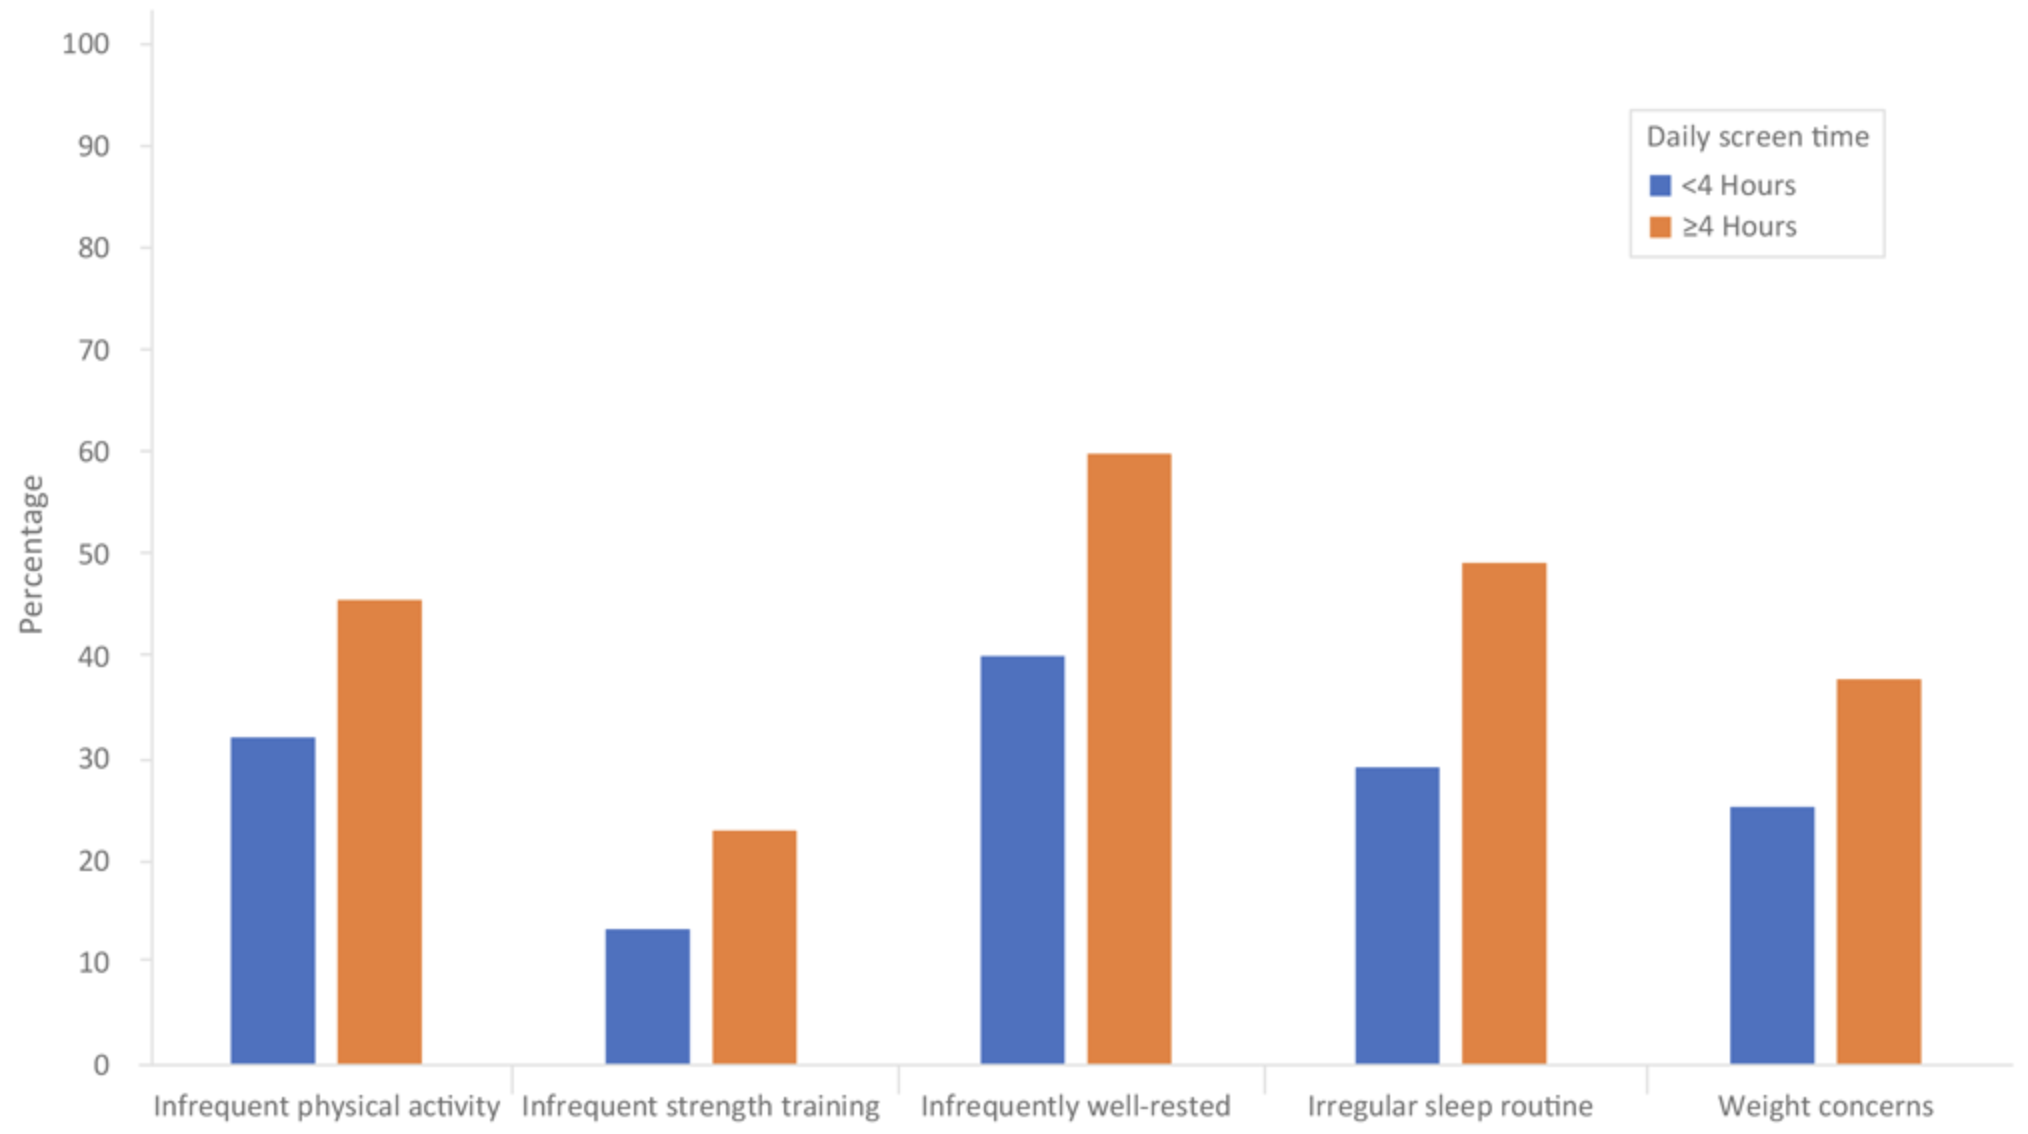 100
90
80
70
60
50
40
30
20
10
0
Percentage
Daily screen time
<4 Hours
≥4 Hours
Infrequent physical activity
Infrequent strength training
Infrequently well-rested
Irregular sleep routine
Weight concerns